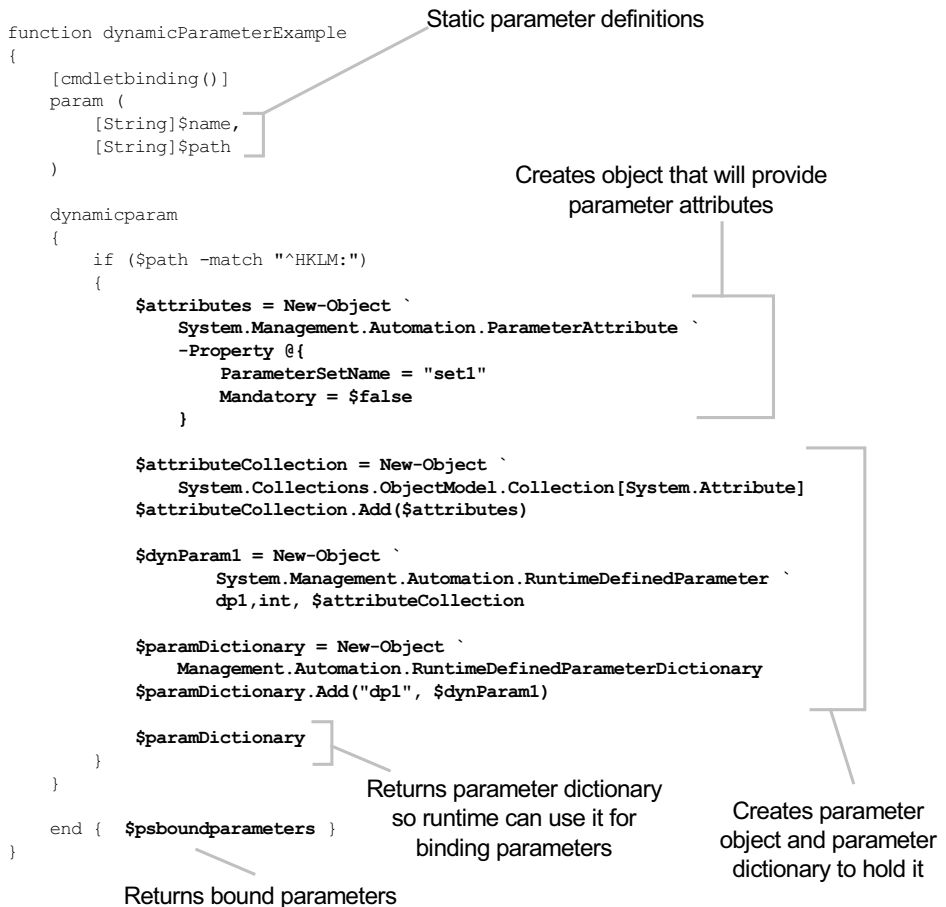 Static parameter definitions
function dynamicParameterExample
{
    [cmdletbinding()]
    param (
        [String]$name,
        [String]$path
    )
Creates object that will provide
parameter attributes
    dynamicparam
    {
        if ($path -match "^HKLM:")
        {
            $attributes = New-Object `
                System.Management.Automation.ParameterAttribute `
                -Property @{
                    ParameterSetName = "set1"
                    Mandatory = $false
                }
            $attributeCollection = New-Object `
                System.Collections.ObjectModel.Collection[System.Attribute]
            $attributeCollection.Add($attributes)
            $dynParam1 = New-Object `
                    System.Management.Automation.RuntimeDefinedParameter `
                    dp1,int, $attributeCollection
            $paramDictionary = New-Object `
                Management.Automation.RuntimeDefinedParameterDictionary
            $paramDictionary.Add("dp1", $dynParam1)
            $paramDictionary
        }
    }
Returns parameter dictionary
so runtime can use it for
binding parameters
Creates parameter
object and parameter
dictionary to hold it
    end {  $psboundparameters }
}
Returns bound parameters